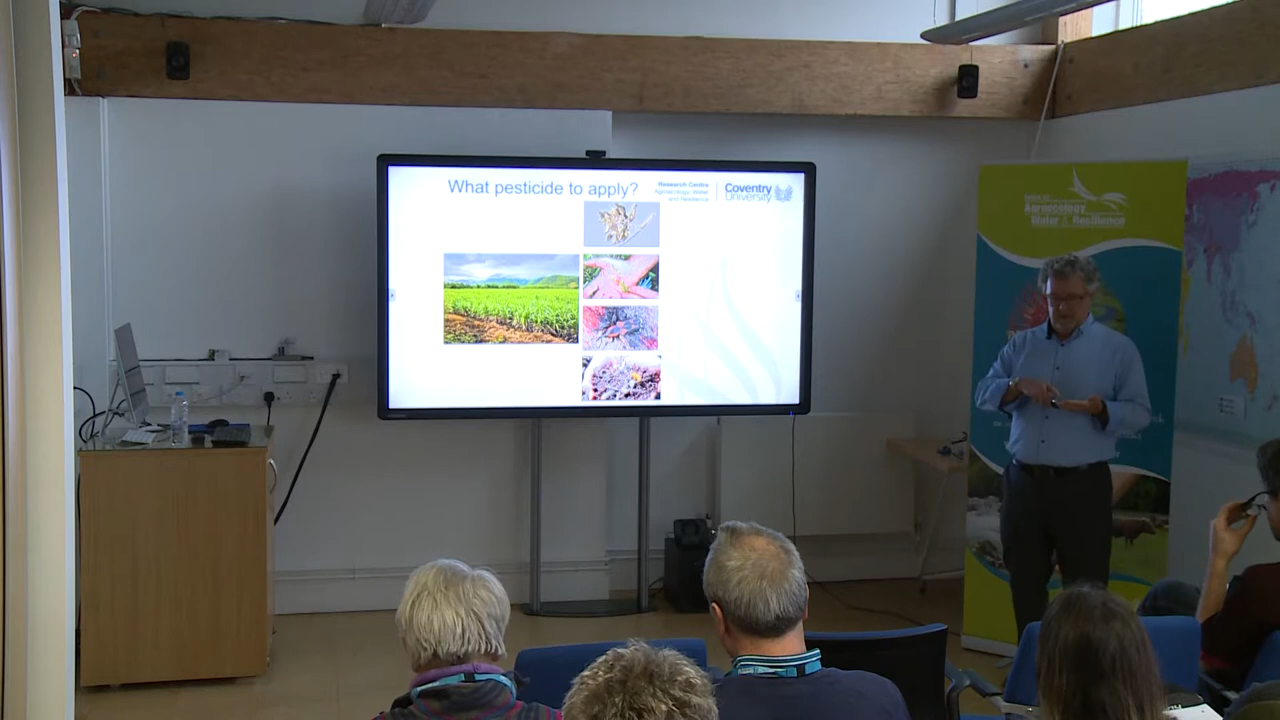 What pesticide to apply?
Research Centre
Agroecology, Water
and Resilience
Coventry
University
Agroecology
Water & Resilience